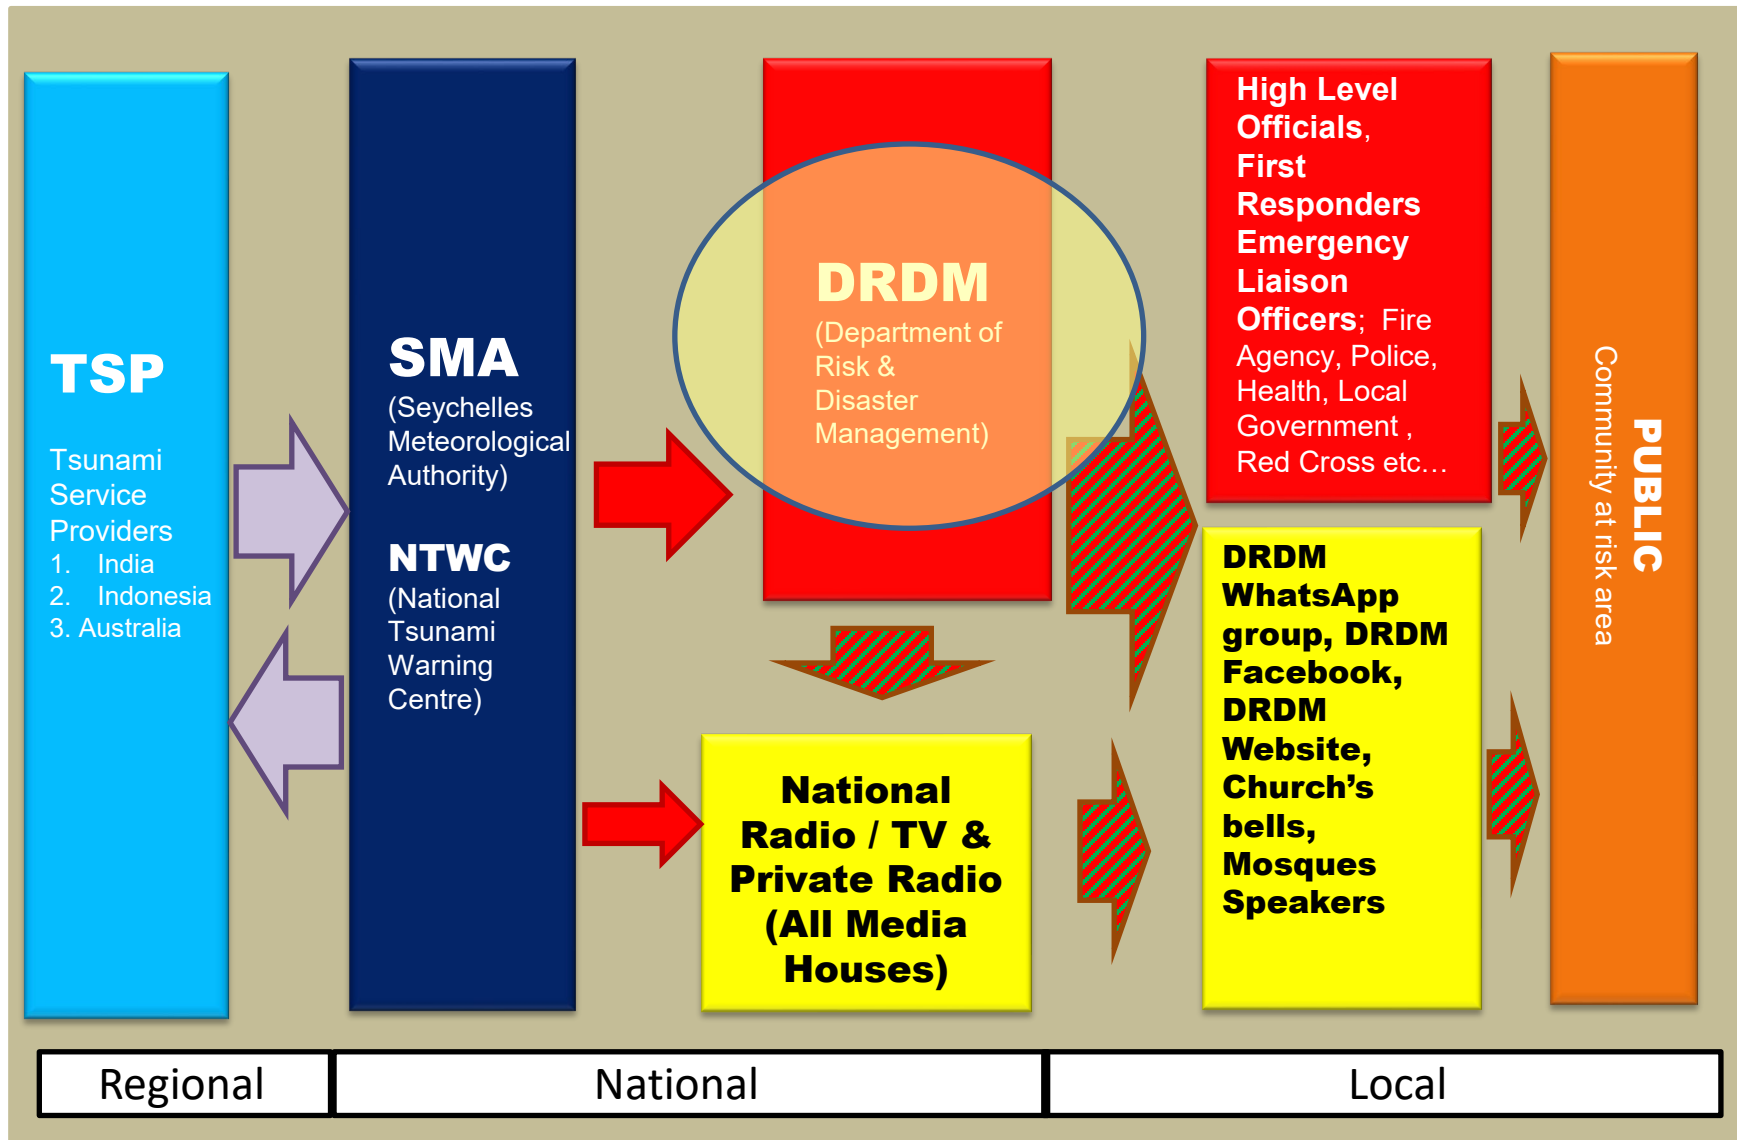 TSP
Tsunami
Service
Providers
1. India
2. Indonesia
3. Australia
SMA
(Seychelles
Meteorological
Authority)
NTWC
(National
Tsunami
Warning
Centre)
DRDM
(Department of
Risk &
Disaster
Management)
National
Radio / TV &
Private Radio
(All Media
Houses)
High Level
Officials,
First
Responders
Emergency
Liaison
Officers; Fire
Agency, Police,
Health, Local
Government ,
Red Cross etc…
DRDM
WhatsApp
group, DRDM
Facebook,
DRDM
Website,
Church’s
bells,
Mosques
Speakers
PUBLIC
Community at risk area
Regional
National
Local